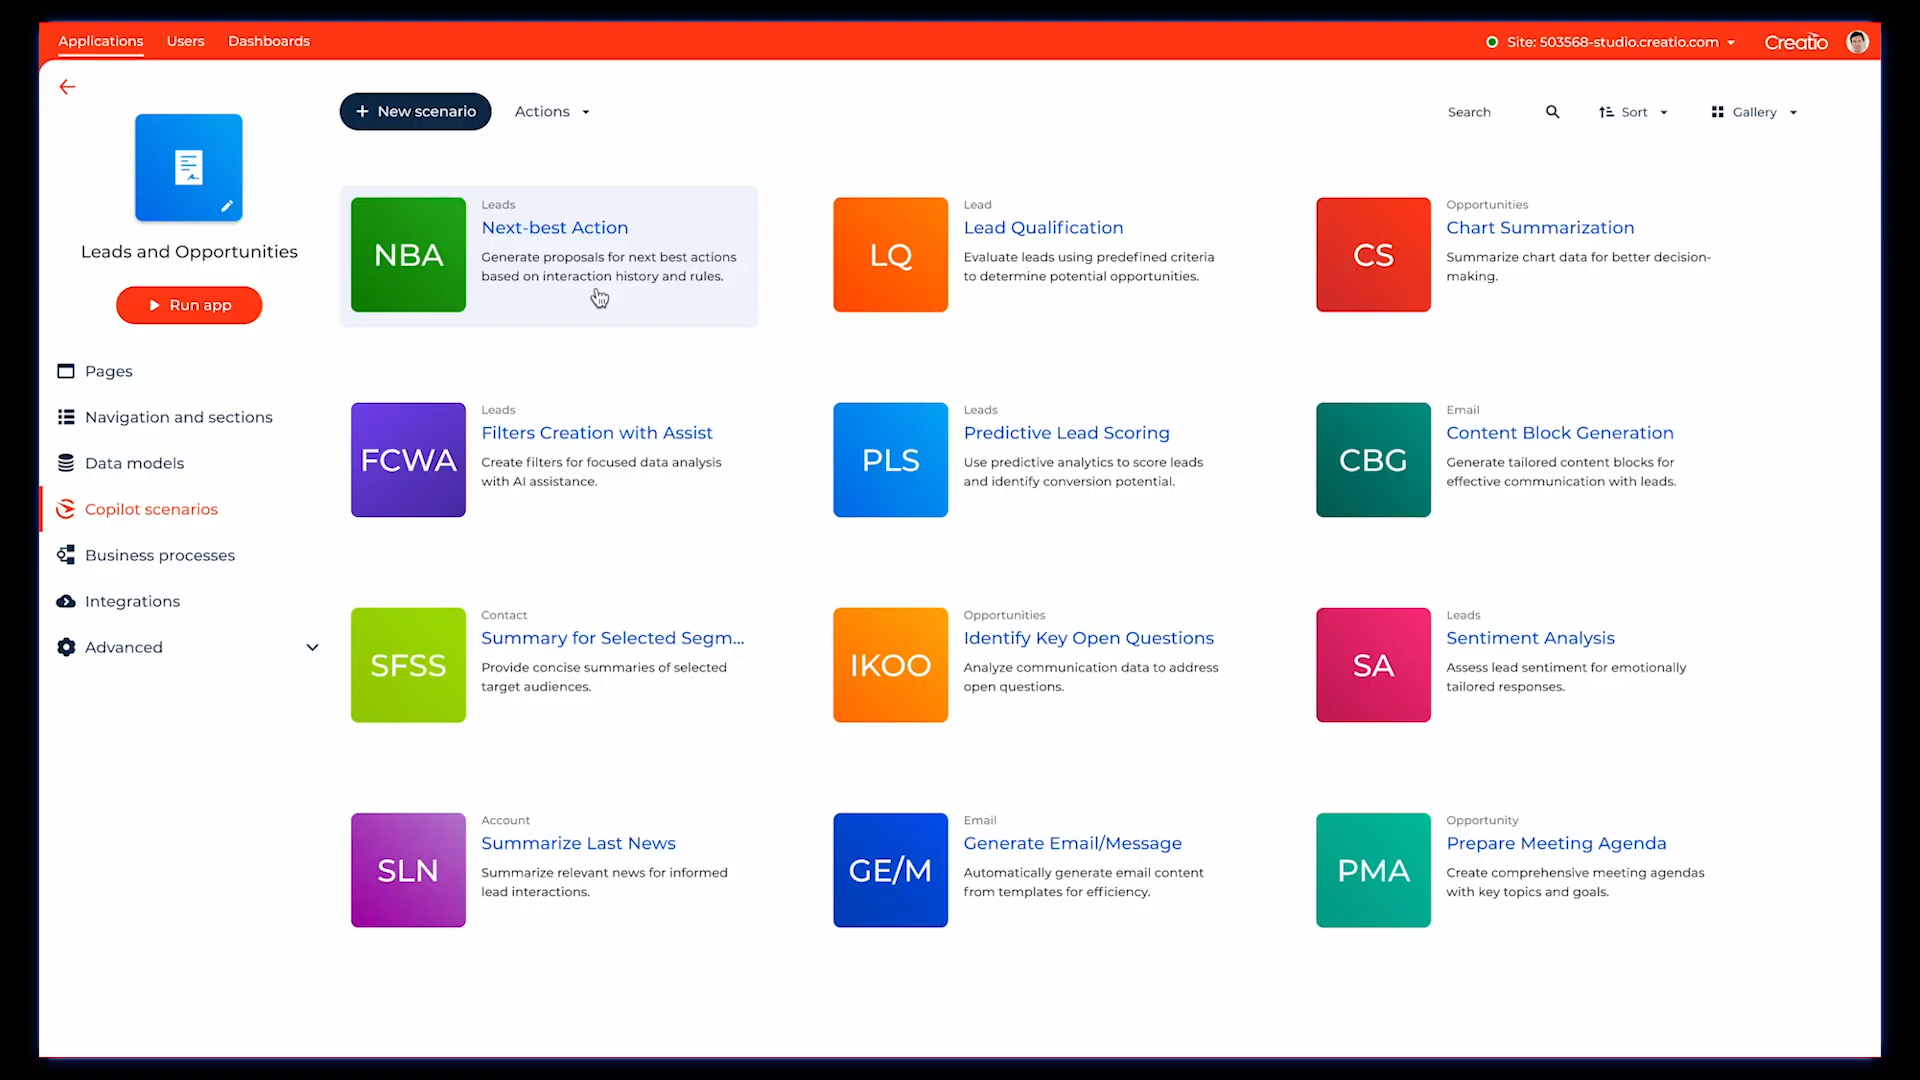 Applications Users Dashboards
Site: 503568-studio.creatio.com
Creatio
Leads and Opportunities
Run app
Pages
Navigation and sections
Data models
Copilot scenarios
Business processes
Integrations
Advanced
+ New scenario Actions
Search Sort Gallery
NBA
Leads
Next-best Action
Generate proposals for next best actions
based on interaction history and rules.
LQ
Lead
Lead Qualification
Evaluate leads using predefined criteria
to determine potential opportunities.
CS
Opportunities
Chart Summarization
Summarize chart data for better decision-
making.
FCWA
Leads
Filters Creation with Assist
Create filters for focused data analysis
with AI assistance.
PLS
Leads
Predictive Lead Scoring
Use predictive analytics to score leads
and identify conversion potential.
CBG
Email
Content Block Generation
Generate tailored content blocks for
effective communication with leads.
SFSS
Contact
Summary for Selected Segm...
Provide concise summaries of selected
target audiences.
IKOO
Opportunities
Identify Key Open Questions
Analyze communication data to address
open questions.
SA
Leads
Sentiment Analysis
Assess lead sentiment for emotionally
tailored responses.
SLN
Account
Summarize Last News
Summarize relevant news for informed
lead interactions.
GE/M
Email
Generate Email/Message
Automatically generate email content
from templates for efficiency.
PMA
Opportunity
Prepare Meeting Agenda
Create comprehensive meeting agendas
with key topics and goals.